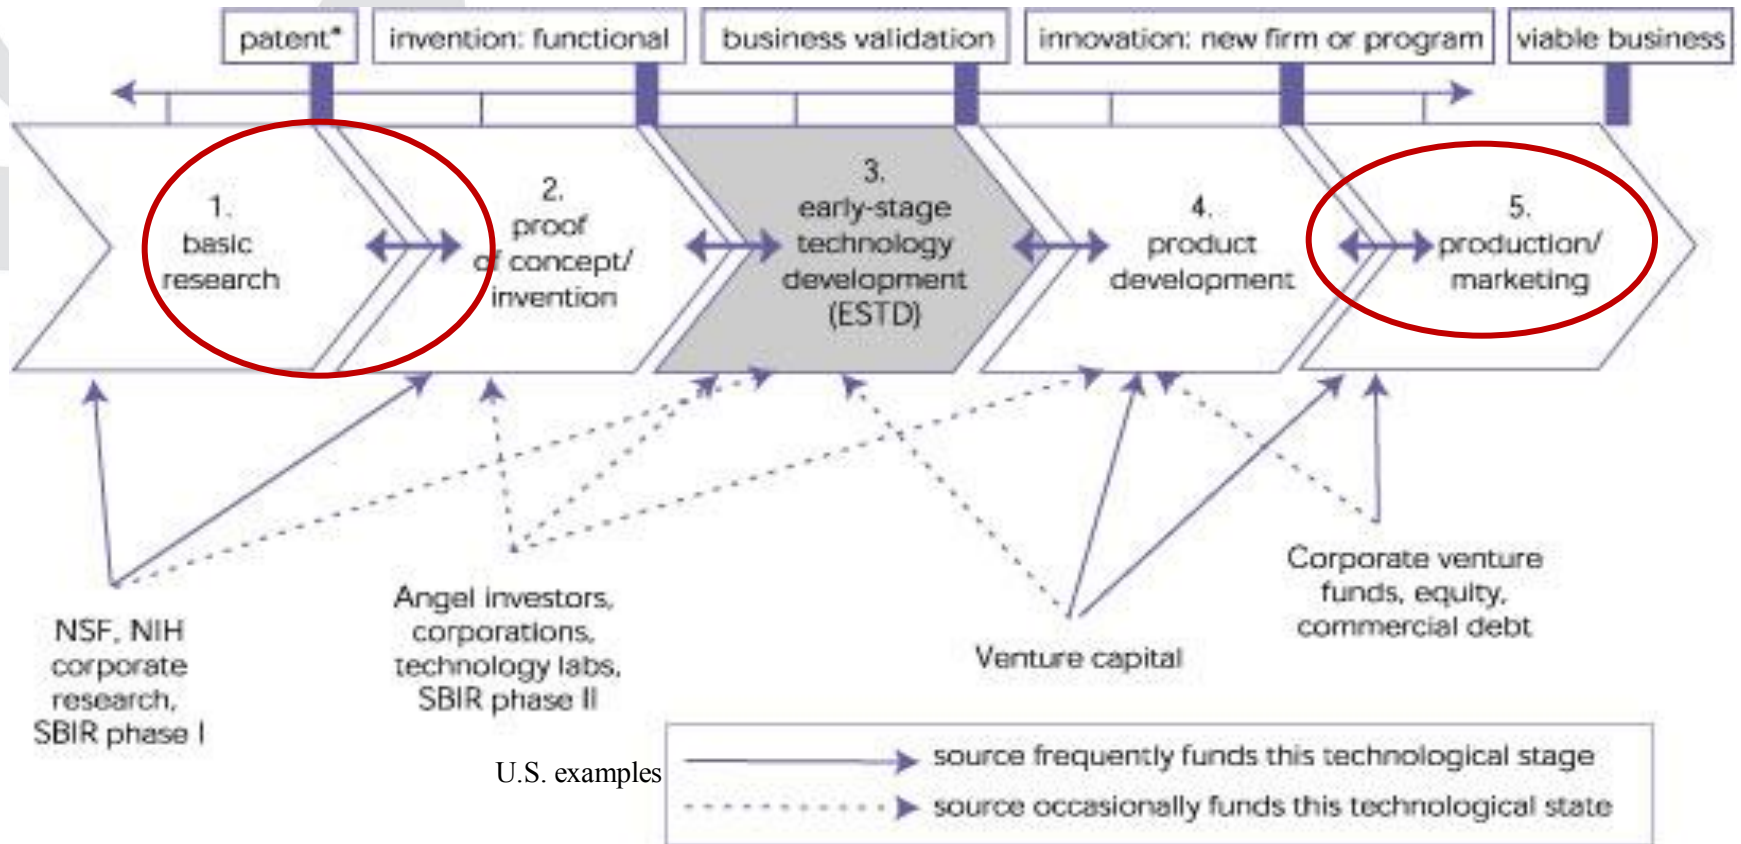 patent*
invention: functional
business validation
innovation: new firm or program
viable business
1.
basic
research
2.
proof
of concept/
invention
3.
early-stage
technology
development
(ESTD)
4.
product
development
5.
production/
marketing
NSF, NIH
corporate
research,
SBIR phase I
Angel investors,
corporations,
technology labs,
SBIR phase II
Venture capital
Corporate venture
funds, equity,
commercial debt
U.S. examples
source frequently funds this technological stage
source occasionally funds this technological state